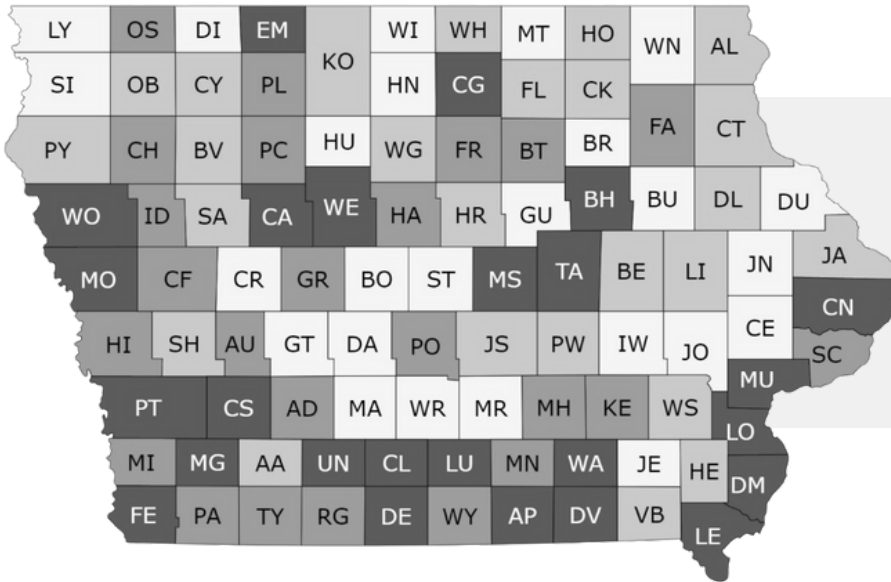 LY OS DI EM KO WI WH MT HO WN AL
SI OB CY PL HN CG FL CK
PY CH BV PC HU WG FR BT BR FA CT
WO ID SA CA WE HA HR GU BH BU DL DU
MO CF CR GR BO ST MS TA BE LI JN JA
CN
HI SH AU GT DA PO JS PW IW JO CE SC
PT CS AD MA WR MR MH KE WS MU
LO
MI MG AA UN CL LU MN WA JE HE DM
FE PA TY RG DE WY AP DV VB LE